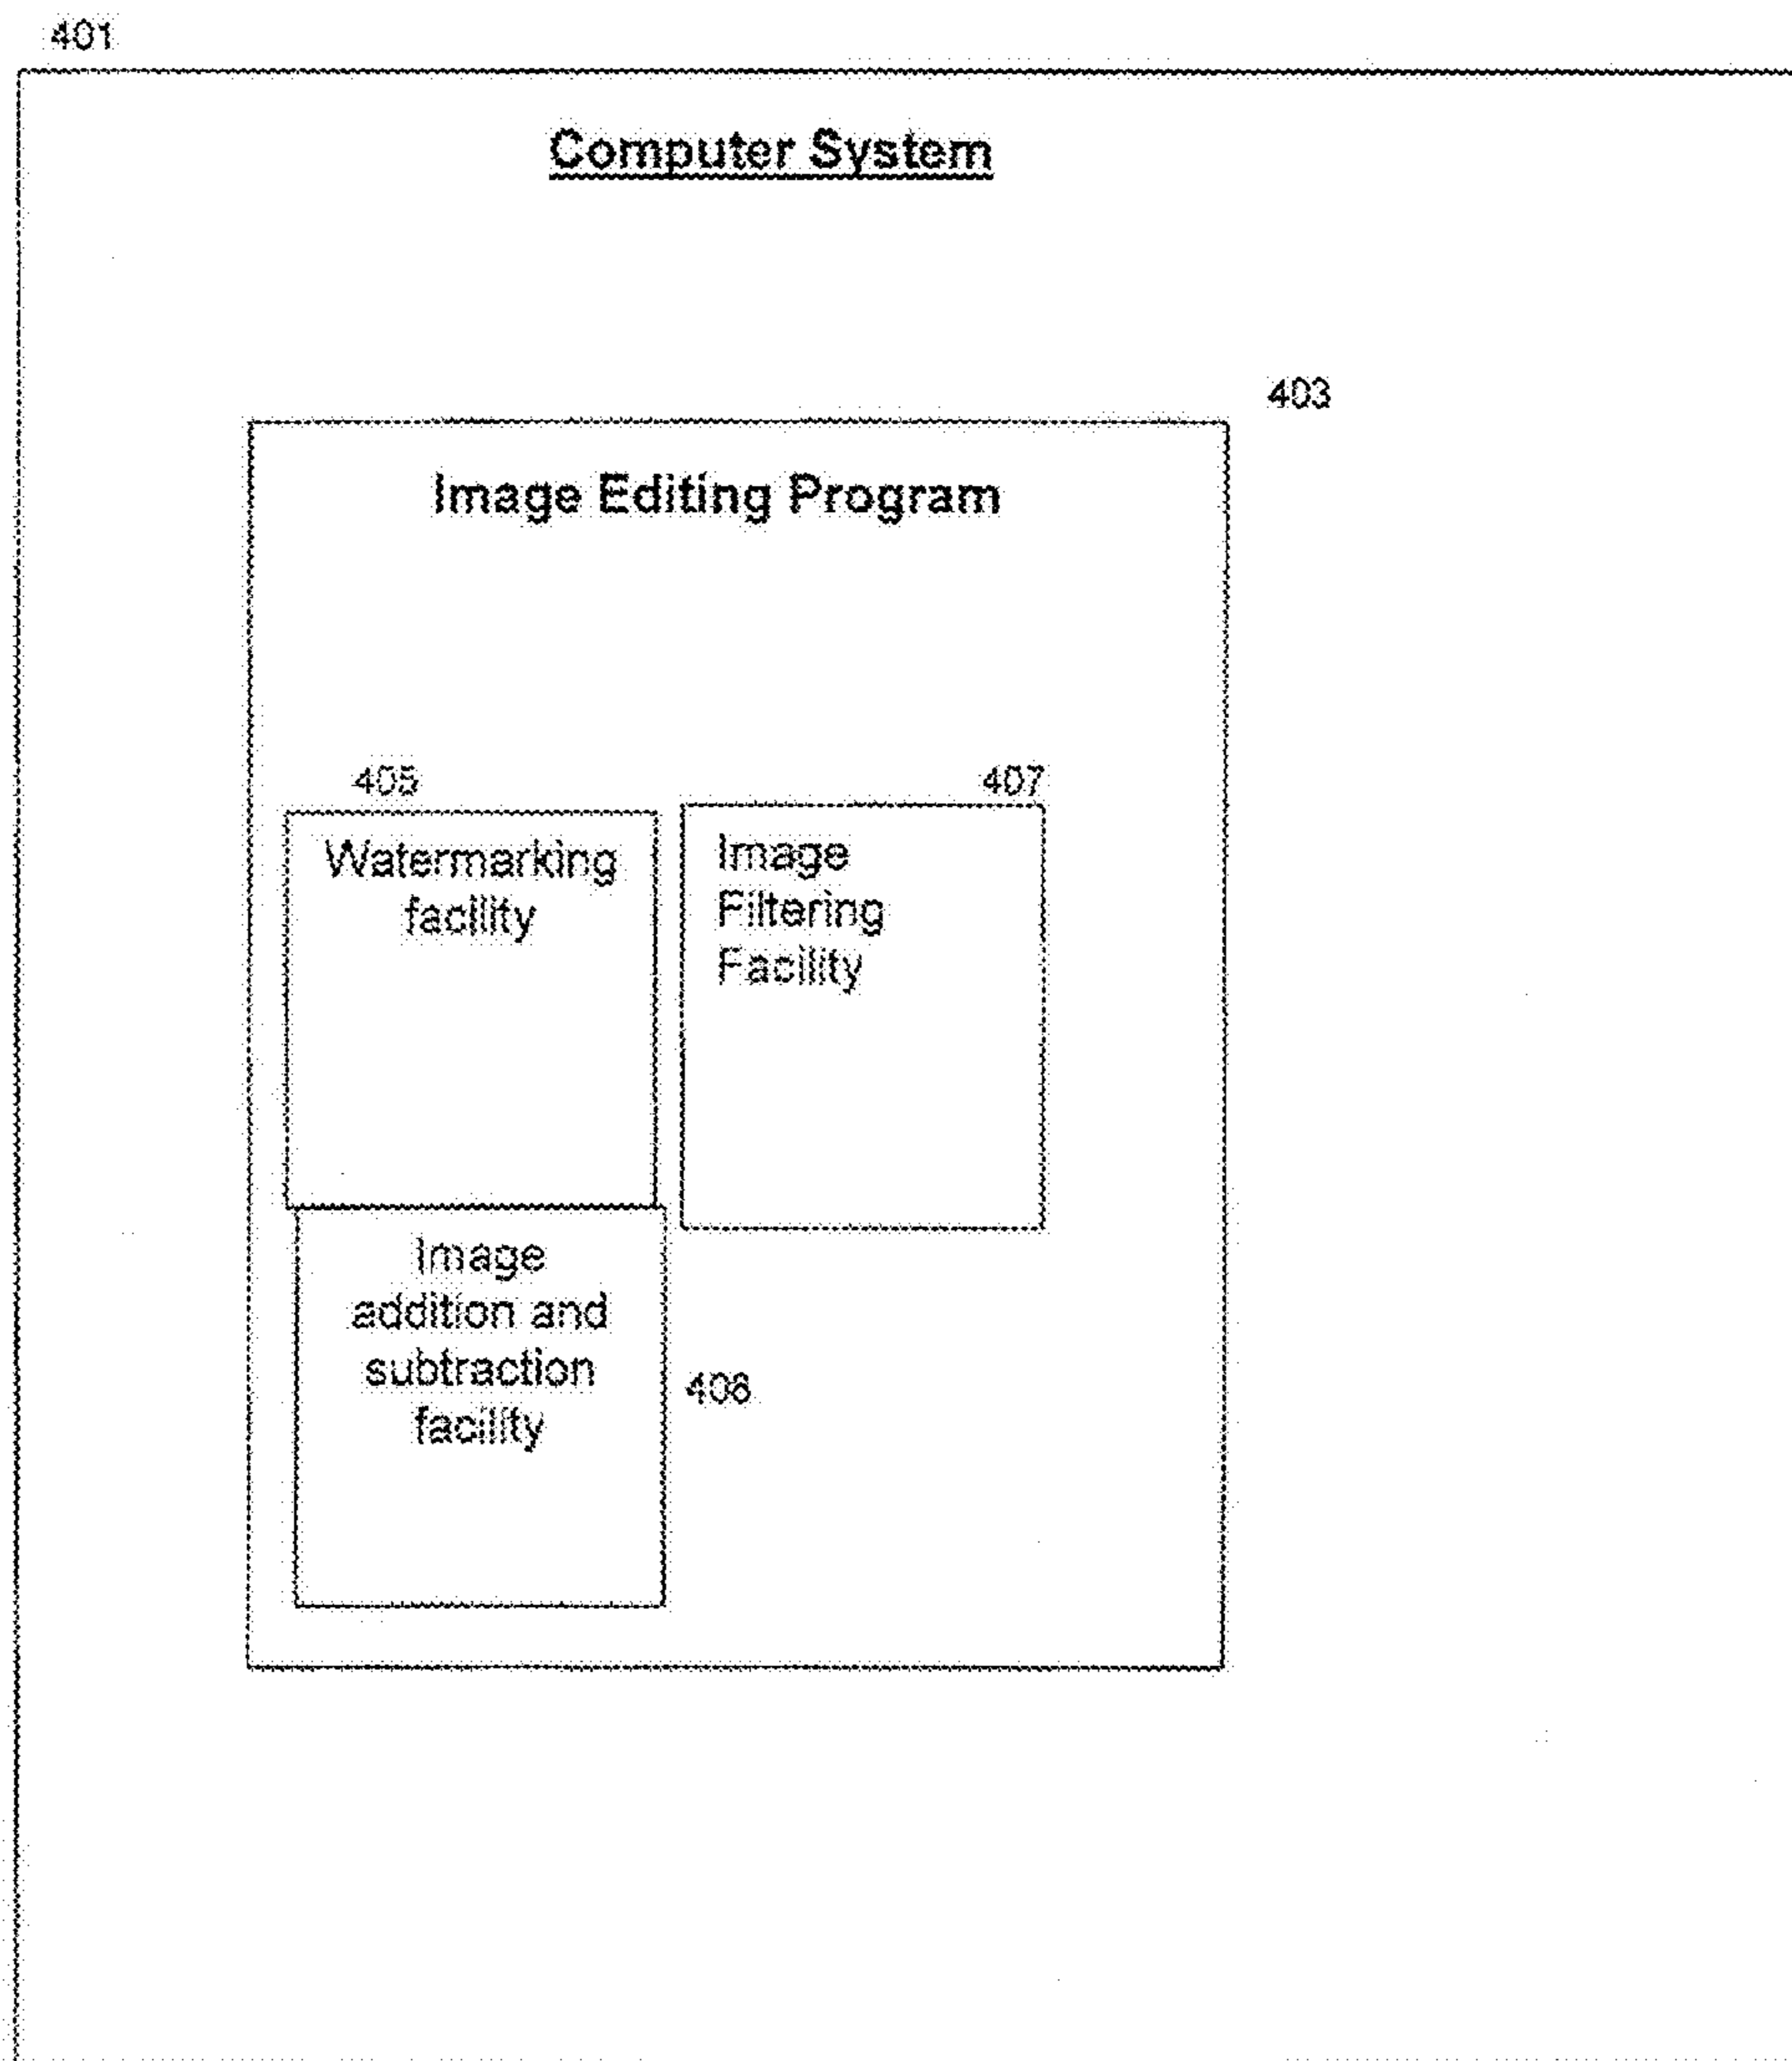 401
Computer System
403
Image Editing Program
405
407
Watermarking
facility
Image
Filtering
Facility
Image
addition and
subtraction
facility